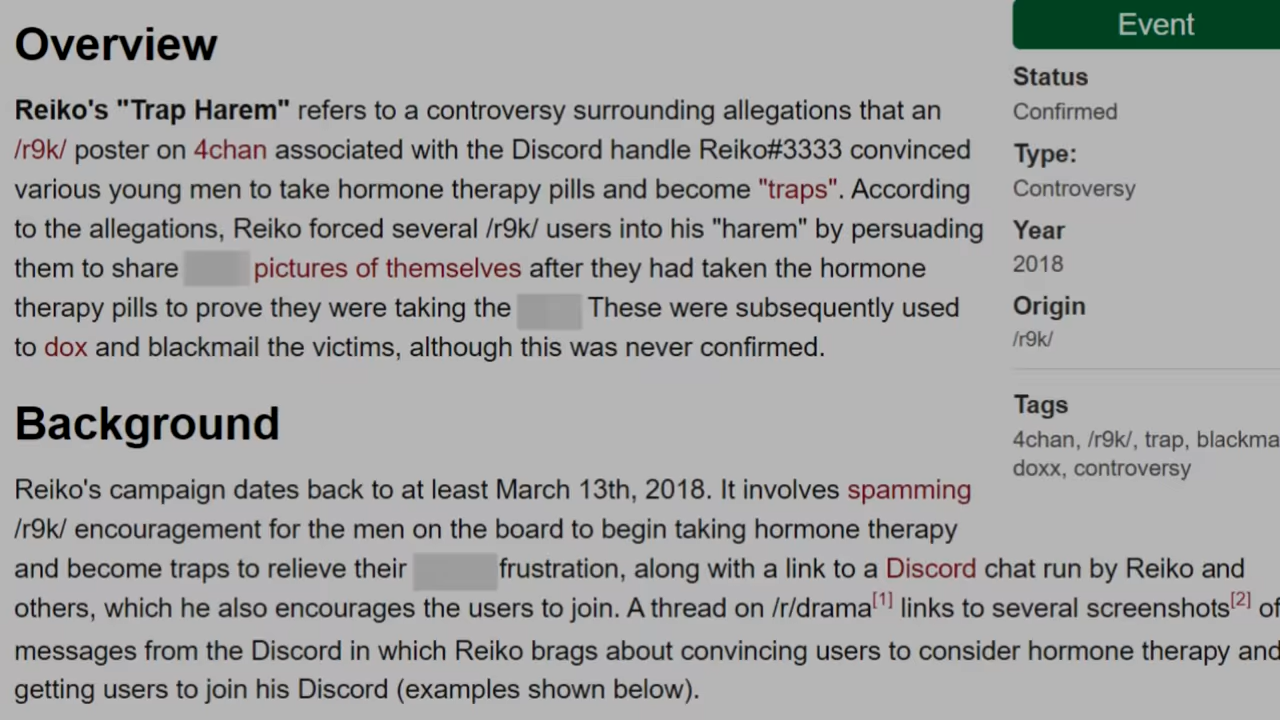 Overview
Reiko's "Trap Harem" refers to a controversy surrounding allegations that an
/r9k/ poster on 4chan associated with the Discord handle Reiko#3333 convinced
various young men to take hormone therapy pills and become "traps". According
to the allegations, Reiko forced several /r9k/ users into his "harem" by persuading
them to share pictures of themselves after they had taken the hormone
therapy pills to prove they were taking the These were subsequently used
to dox and blackmail the victims, although this was never confirmed.
Background
Reiko's campaign dates back to at least March 13th, 2018. It involves spamming
/r9k/ encouragement for the men on the board to begin taking hormone therapy
and become traps to relieve their frustration, along with a link to a Discord chat run by Reiko and
others, which he also encourages the users to join. A thread on /r/drama[1] links to several screenshots[2] of
messages from the Discord in which Reiko brags about convincing users to consider hormone therapy and
getting users to join his Discord (examples shown below).
Event
Status
Confirmed
Type:
Controversy
Year
2018
Origin
/r9k/
Tags
4chan, /r9k/, trap, blackma
doxx, controversy